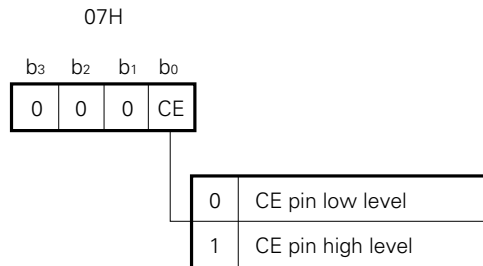 07H
b3 b2 b1 b0
0 0 0 CE
0 CE pin low level
1 CE pin high level